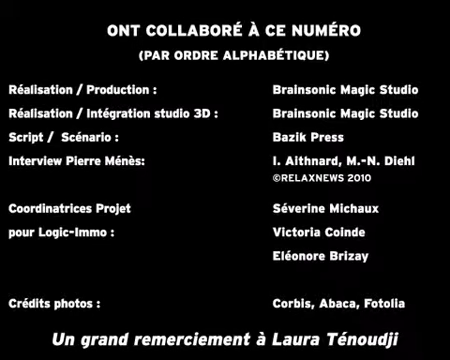 ONT COLLABORÉ À CE NUMÉRO
(PAR ORDRE ALPHABÉTIQUE)
Réalisation / Production : Brainsonic Magic Studio
Réalisation / Intégration studio 3D : Brainsonic Magic Studio
Script / Scénario : Bazik Press
Interview Pierre Ménès: I. Aithnard, M.-N. Diehl
©RELAXNEWS 2010
Coordinatrices Projet Séverine Michaux
pour Logic-Immo : Victoria Coinde
Eléonore Brizay
Crédits photos : Corbis, Abaca, Fotolia
Un grand remerciement à Laura Ténoudji